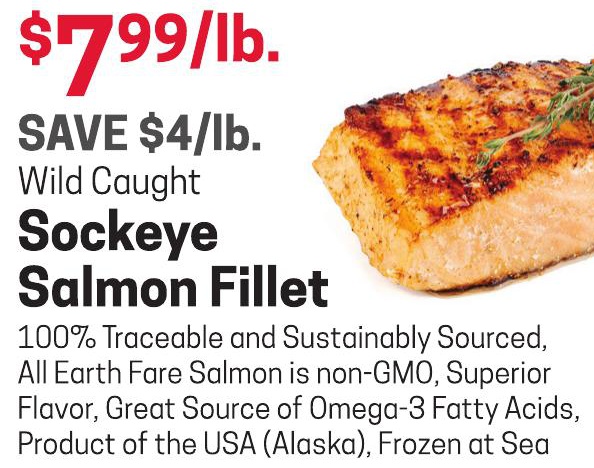 $7.99/lb.
SAVE $4/lb.
Wild Caught
Sockeye
Salmon Fillet
100% Traceable and Sustainably Sourced,
All Earth Fare Salmon is non-GMO, Superior
Flavor, Great Source of Omega-3 Fatty Acids,
Product of the USA (Alaska), Frozen at Sea